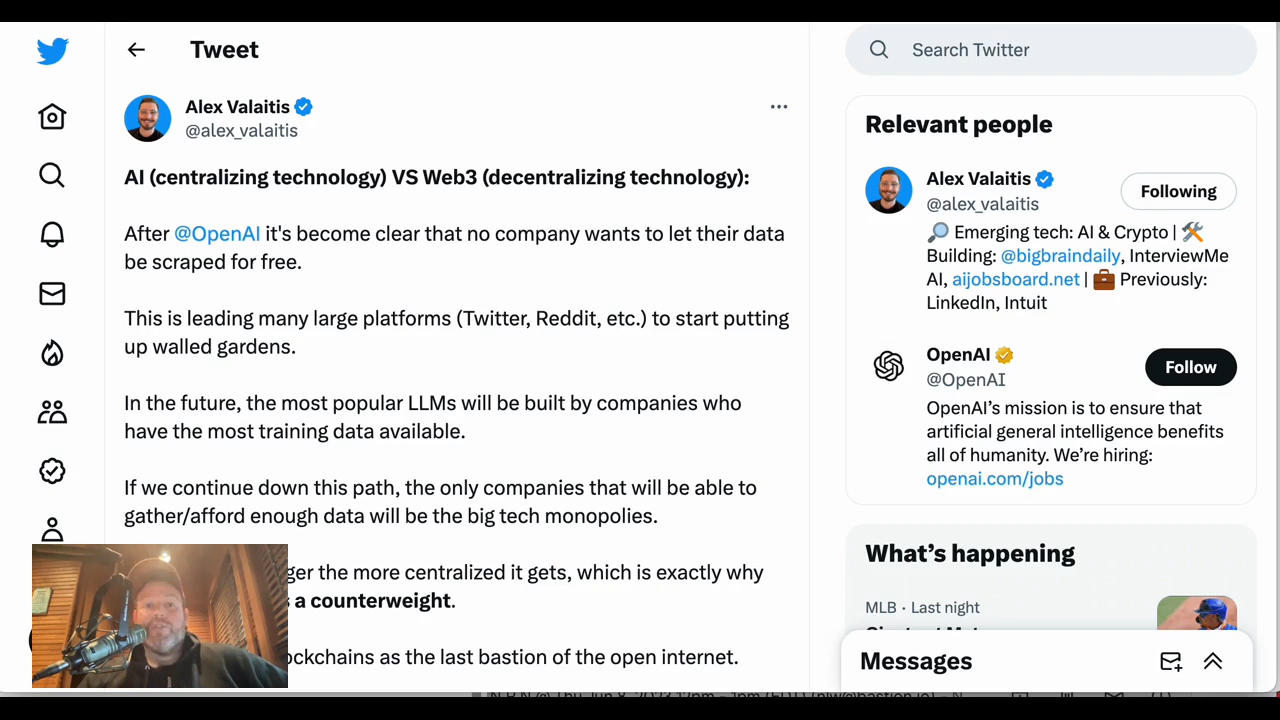 Tweet
Search Twitter
Alex Valaitis
@alex_valaitis
AI (centralizing technology) VS Web3 (decentralizing technology):
After @OpenAI it's become clear that no company wants to let their data
be scraped for free.
This is leading many large platforms (Twitter, Reddit, etc.) to start putting
up walled gardens.
In the future, the most popular LLMs will be built by companies who
have the most training data available.
If we continue down this path, the only companies that will be able to
gather/afford enough data will be the big tech monopolies.
ger the more centralized it gets, which is exactly why
s a counterweight.
ockchains as the last bastion of the open internet.
Relevant people
Alex Valaitis
Following
@alex_valaitis
🔎 Emerging tech: AI & Crypto | 🛠️
Building: @bigbraindaily, InterviewMe
AI, aijobsboard.net | 💼 Previously:
LinkedIn, Intuit
OpenAI
Follow
@OpenAI
OpenAI's mission is to ensure that
artificial general intelligence benefits
all of humanity. We're hiring:
openai.com/jobs
What's happening
MLB · Last night
Messages